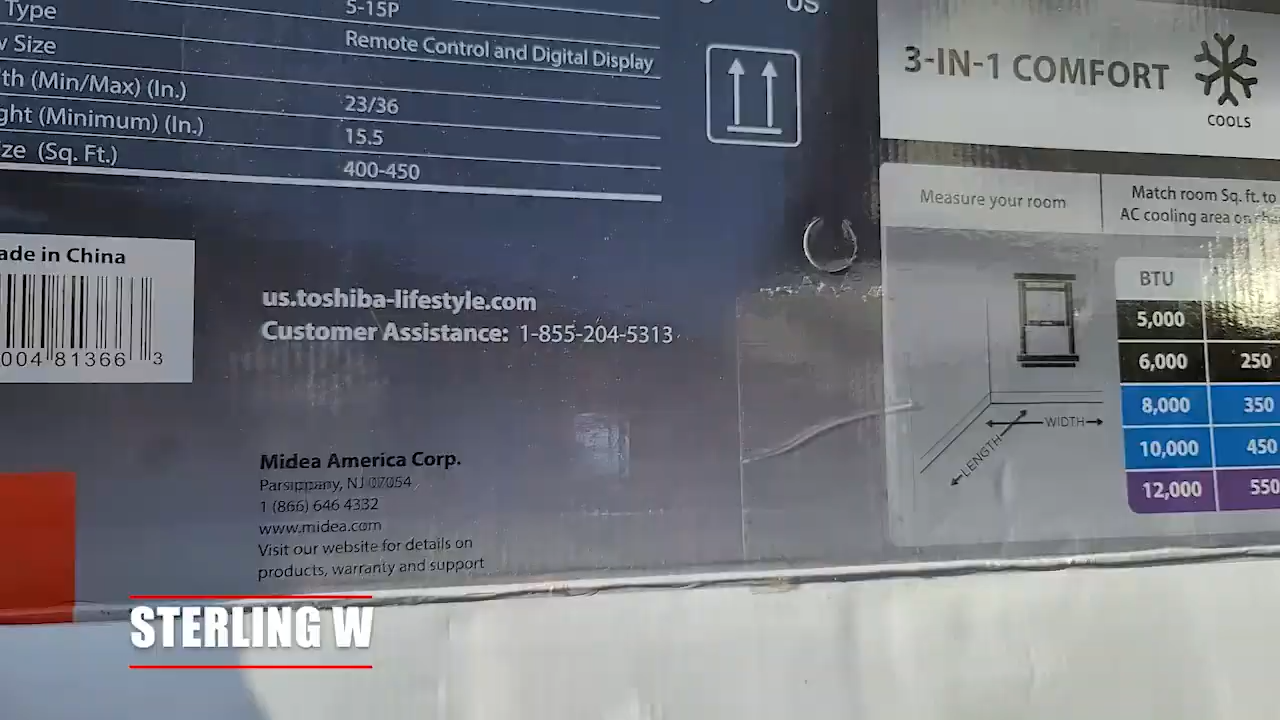 Type 5-15P
Size Remote Control and Digital Display
(Min/Max) (In.) 23/36
(Minimum) (In.) 15.5
(Sq. Ft.) 400-450
US
in China
004 81366 3
us.toshiba-lifestyle.com
Customer Assistance: 1-855-204-5313
Midea America Corp.
Parsippany, NJ 07054
1 (866) 646 4332
www.midea.com
Visit our website for details on
products, warranty and support
3-IN-1 COMFORT
COOLS
Measure your room
Match room Sq. ft. to
AC cooling area on
WIDTH
LENGTH
BTU
5,000
6,000 250
8,000 350
10,000 450
12,000 550
STERLING W